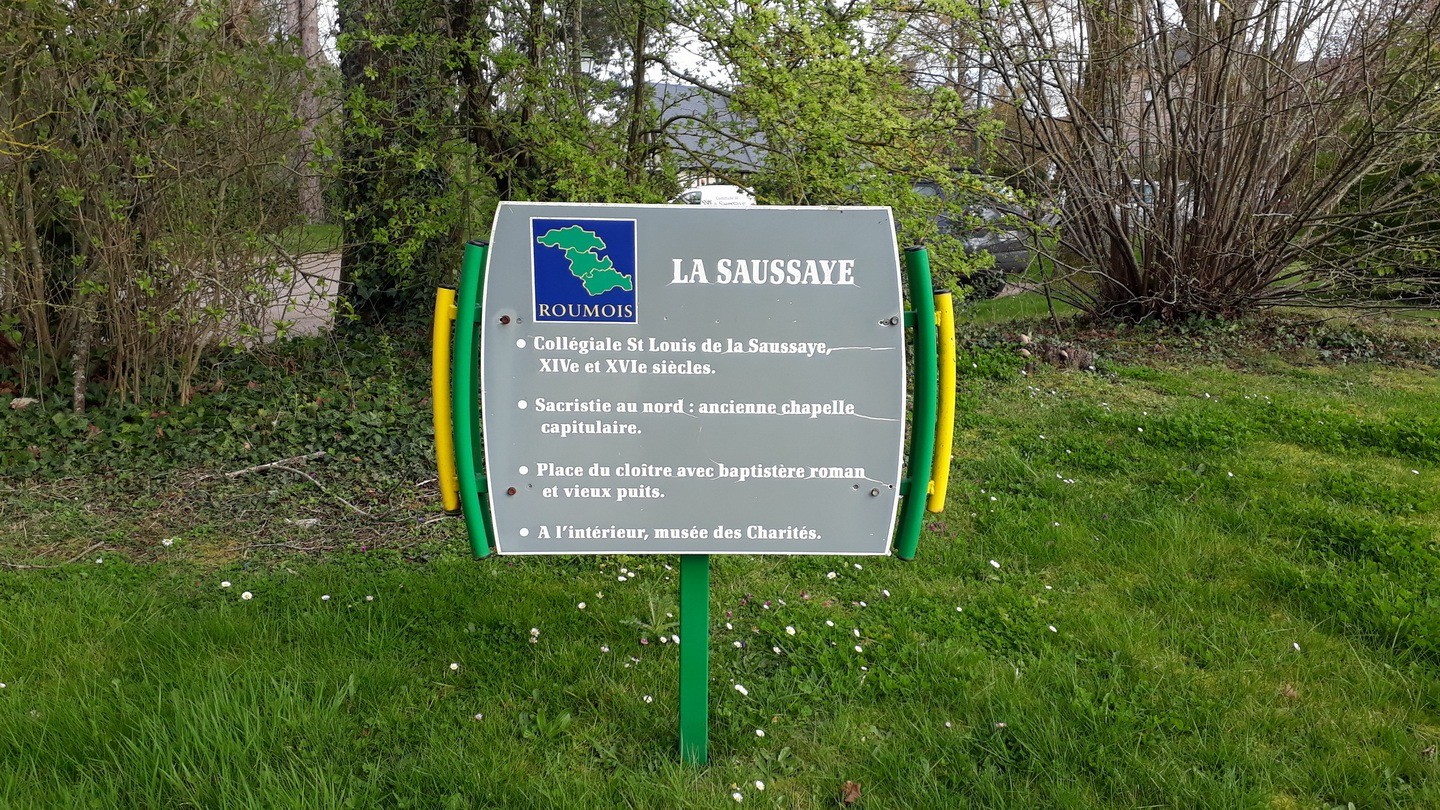 LA SAUSSAYE
ROUMOIS
• Collégiale St Louis de la Saussaye,
XIVe et XVIe siècles.
• Sacristie au nord : ancienne chapelle
capitulaire.
• Place du cloître avec baptistère roman
et vieux puits.
• A l'intérieur, musée des Charités.